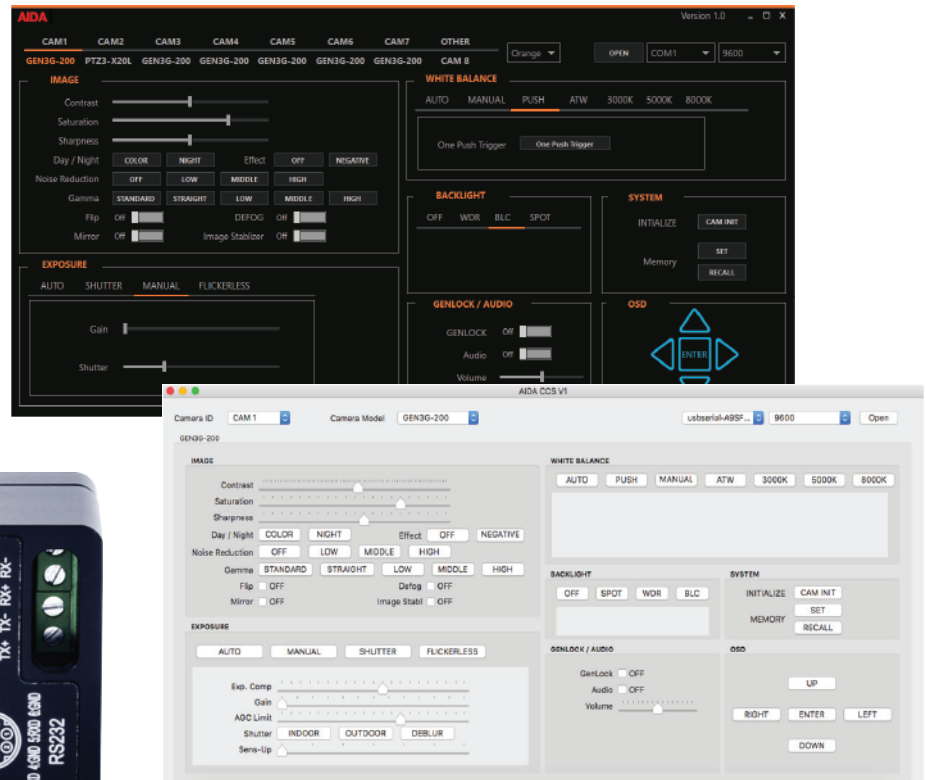 AIDA Version 1.0
CAM1 CAM2 CAM3 CAM4 CAM5 CAM6 CAM7 OTHER
GEN3G-200 PTZ3-X20L GEN3G-200 GEN3G-200 GEN3G-200 GEN3G-200 GEN3G-200 CAM 8 Orange OPEN COM1 9600
IMAGE
Contrast
Saturation
Sharpness
Day / Night COLOR NIGHT Effect OFF NEGATIVE
Noise Reduction OFF LOW MIDDLE HIGH
Gamma STANDARD STRAIGHT LOW MIDDLE HIGH
Flip Off DEFOG Off
Mirror Off Image Stablizer Off
WHITE BALANCE
AUTO MANUAL PUSH ATW 3000K 5000K 8000K
One Push Trigger One Push Trigger
BACKLIGHT
OFF WDR BLC SPOT
SYSTEM
INTIALIZE CAM INIT
Memory SET
RECALL
EXPOSURE
AUTO SHUTTER MANUAL FLICKERLESS
Gain
Shutter
GENLOCK / AUDIO
GENLOCK Off
Audio Off
Volume
OSD
ENTER
AIDA CCS V1
Camera ID CAM 1 Camera Model GEN3G-200 usbserial-A9SF... 9600 Open
GEN3G-200
IMAGE
Contrast
Saturation
Sharpness
Day / Night COLOR NIGHT Effect OFF NEGATIVE
Noise Reduction OFF LOW MIDDLE HIGH
Gamma STANDARD STRAIGHT LOW MIDDLE HIGH
Flip OFF Defog OFF
Mirror OFF Image Stabl OFF
WHITE BALANCE
AUTO PUSH MANUAL ATW 3000K 5000K 8000K
BACKLIGHT
OFF SPOT WDR BLC
SYSTEM
INITIALIZE CAM INIT
MEMORY SET
RECALL
EXPOSURE
AUTO MANUAL SHUTTER FLICKERLESS
Exp. Comp
Gain
AGC Limit
Shutter INDOOR OUTDOOR DEBLUR
Sens-Up
GENLOCK / AUDIO
GenLock OFF
Audio OFF
Volume
OSD
UP
RIGHT ENTER LEFT
DOWN
TX+ TX- RX+ RX-
RS232